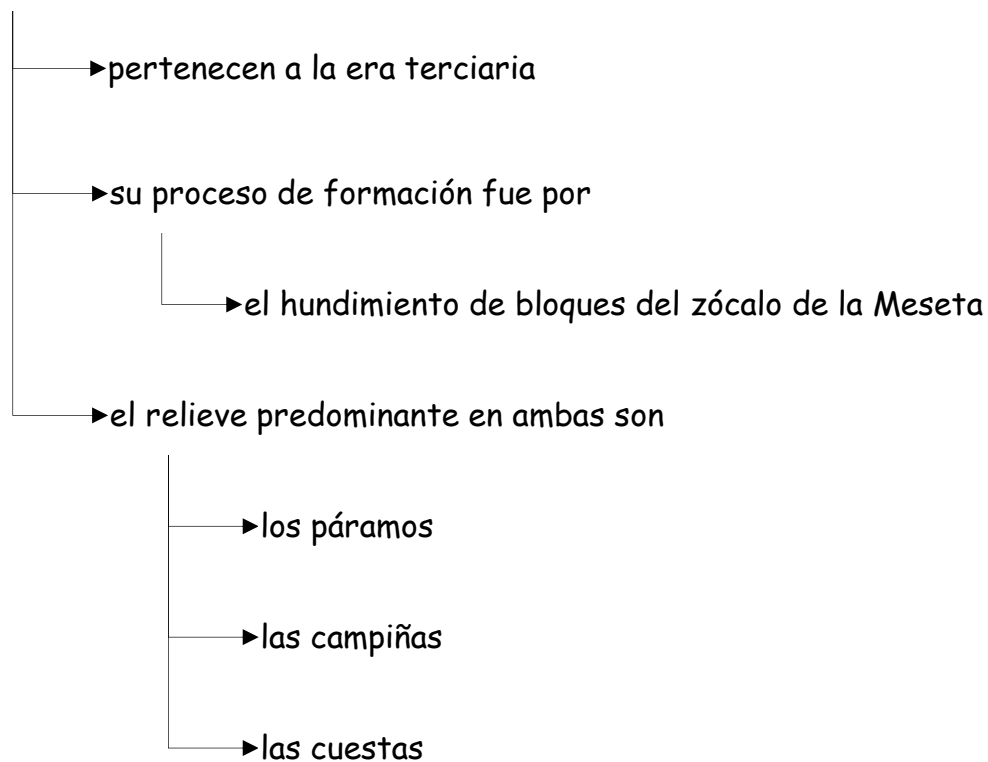 pertenecen a la era terciaria
su proceso de formación fue por
el hundimiento de bloques del zócalo de la Meseta
el relieve predominante en ambas son
los páramos
las campiñas
las cuestas